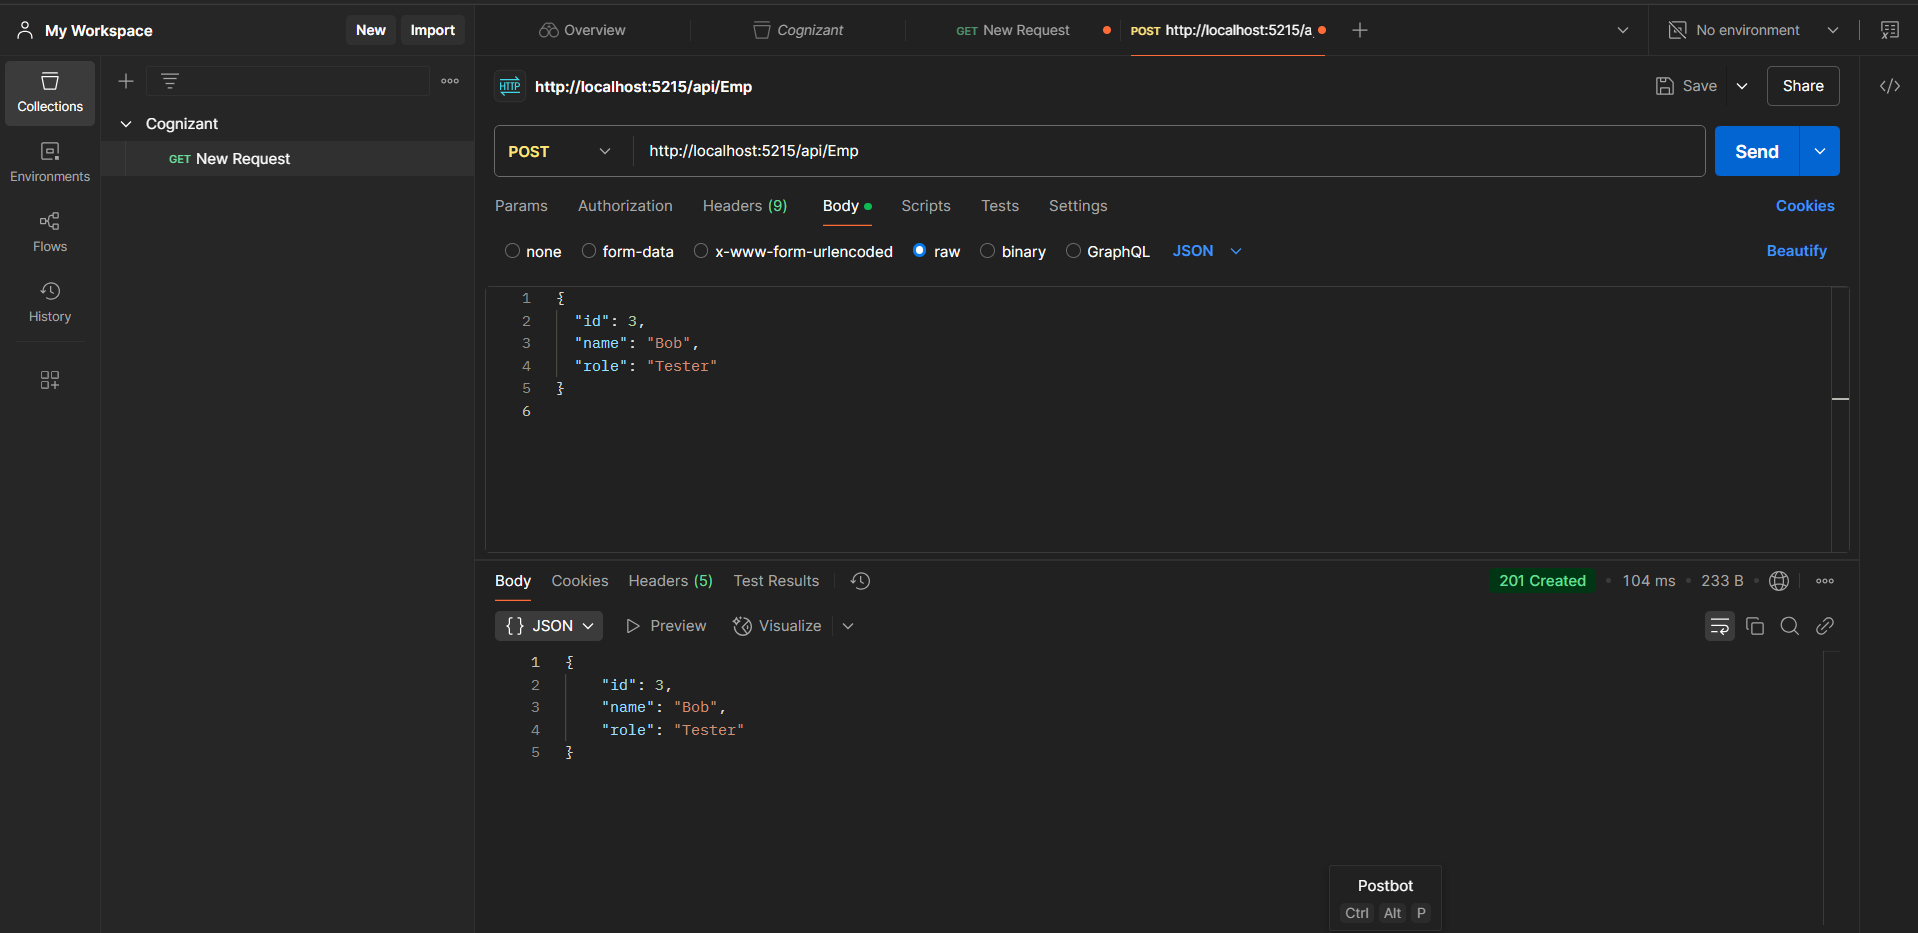 My Workspace
New
Import
Overview
Cognizant
GET New Request
POST http://localhost:5215/a
No environment
Collections
Environments
Flows
History
Cognizant
GET New Request
HTTP
http://localhost:5215/api/Emp
Save
Share
POST
http://localhost:5215/api/Emp
Send
Params
Authorization
Headers (9)
Body
Scripts
Tests
Settings
Cookies
none
form-data
x-www-form-urlencoded
raw
binary
GraphQL
JSON
Beautify
1 {
2 "id": 3,
3 "name": "Bob",
4 "role": "Tester"
5 }
6
Body
Cookies
Headers (5)
Test Results
201 Created
104 ms
233 B
{} JSON
Preview
Visualize
1 {
2 "id": 3,
3 "name": "Bob",
4 "role": "Tester"
5 }
Postbot
Ctrl Alt P